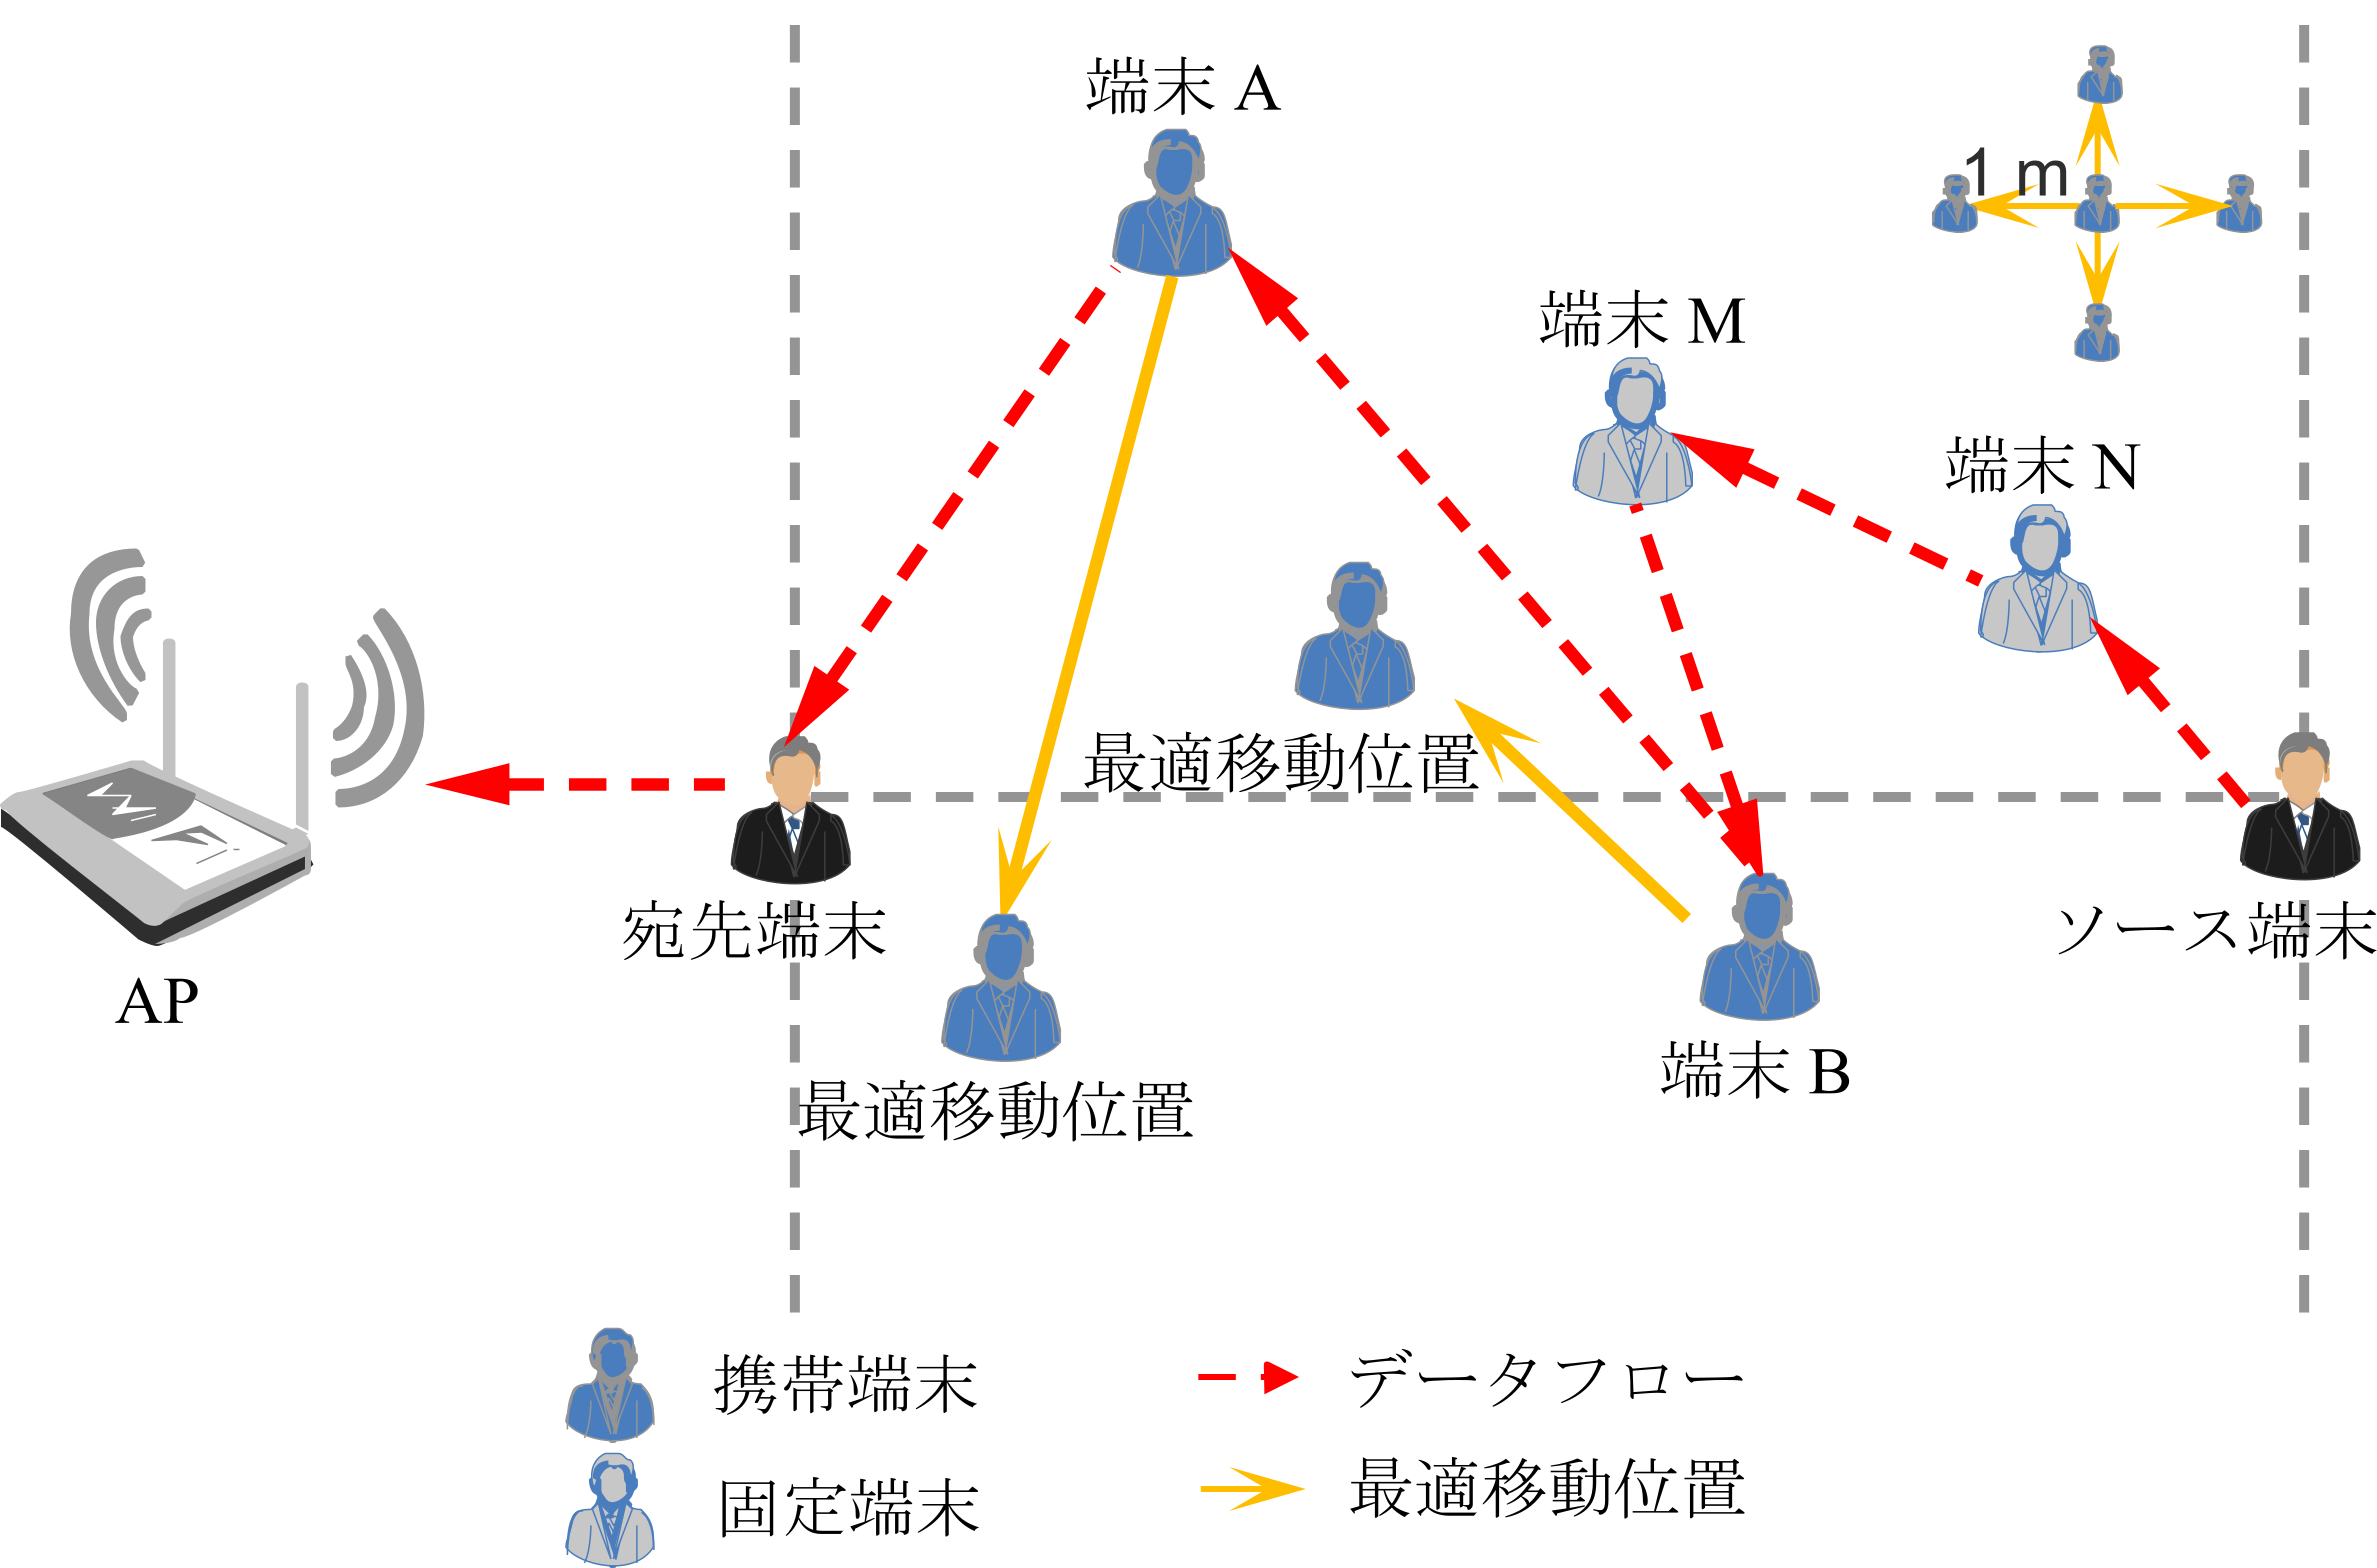 端末 A
1 m
端末 M
端末 N
最適移動位置
宛先端末
ソース端末
AP
端末 B
最適移動位置
携帯端末
データフロー
固定端末
最適移動位置